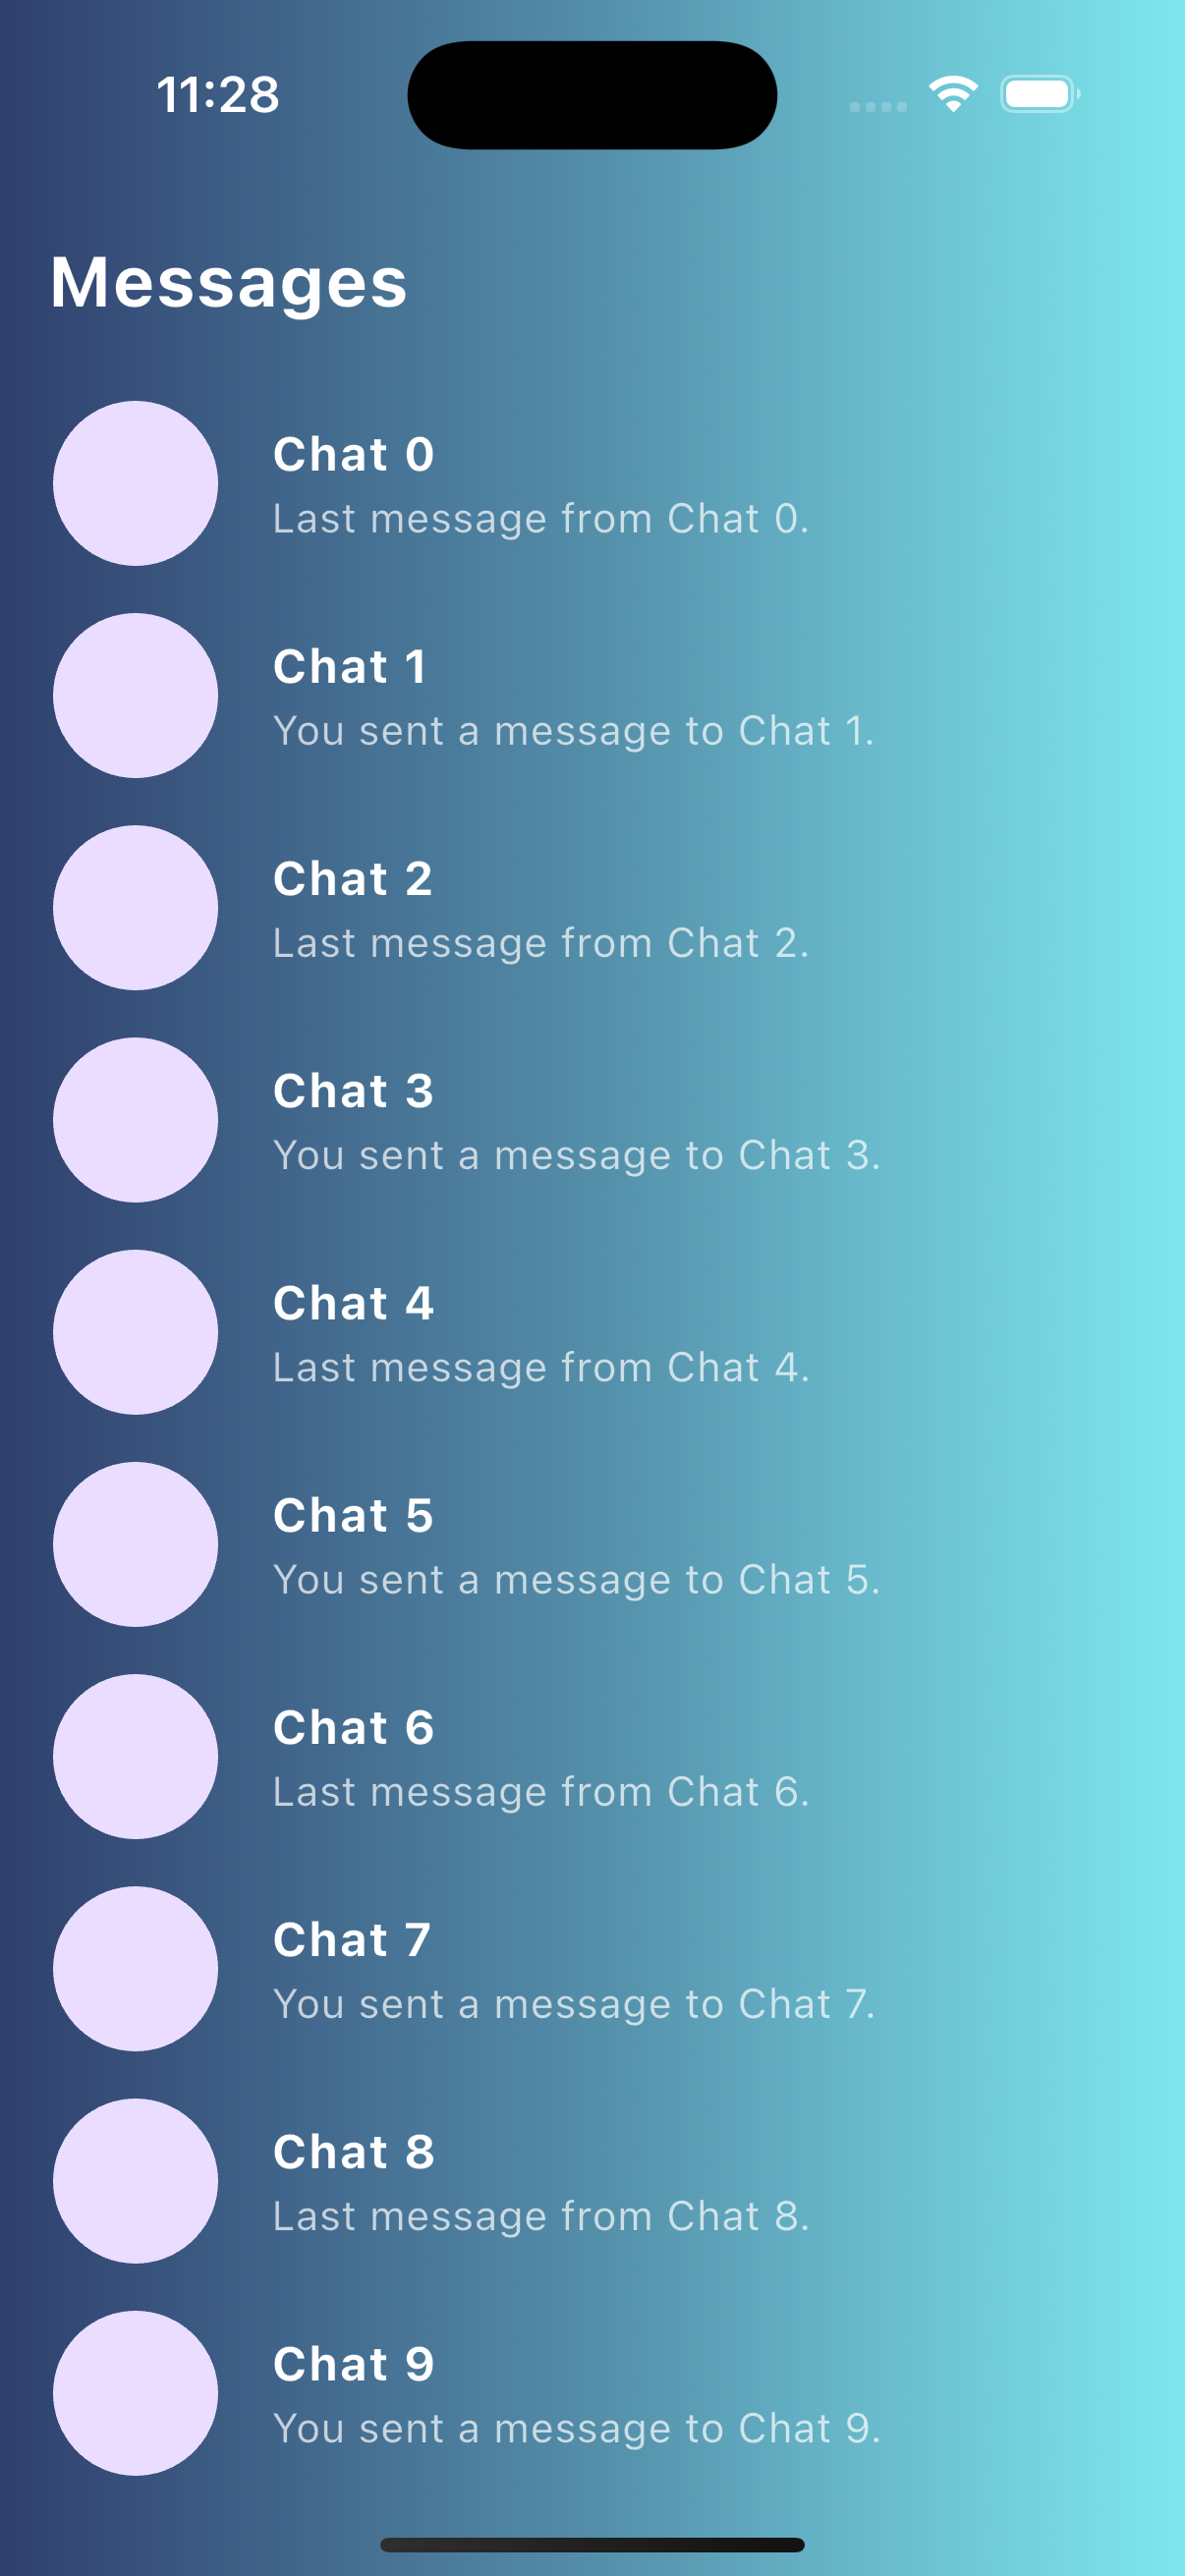 11:28
Messages
Chat 0
Last message from Chat 0.
Chat 1
You sent a message to Chat 1.
Chat 2
Last message from Chat 2.
Chat 3
You sent a message to Chat 3.
Chat 4
Last message from Chat 4.
Chat 5
You sent a message to Chat 5.
Chat 6
Last message from Chat 6.
Chat 7
You sent a message to Chat 7.
Chat 8
Last message from Chat 8.
Chat 9
You sent a message to Chat 9.